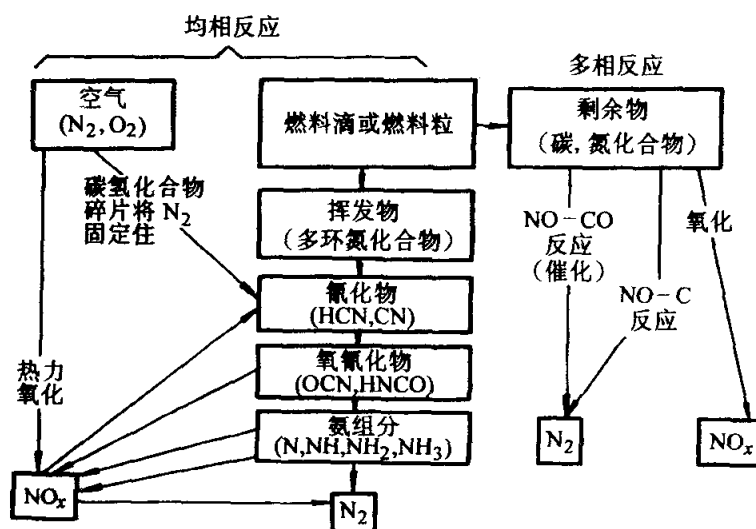 均相反应
多相反应
空气
(N₂,O₂)
燃料滴或燃料粒
剩余物
(碳,氮化合物)
碳氢化合物
碎片将 N₂
固定住
挥发物
(多环氮化合物)
NO-CO
反应
(催化)
氧化
NO-C
反应
氰化物
(HCN,CN)
热力
氧化
氧氰化物
(OCN,HNCO)
氨组分
(N,NH,NH₂,NH₃)
N₂
NOₓ
NOₓ
N₂